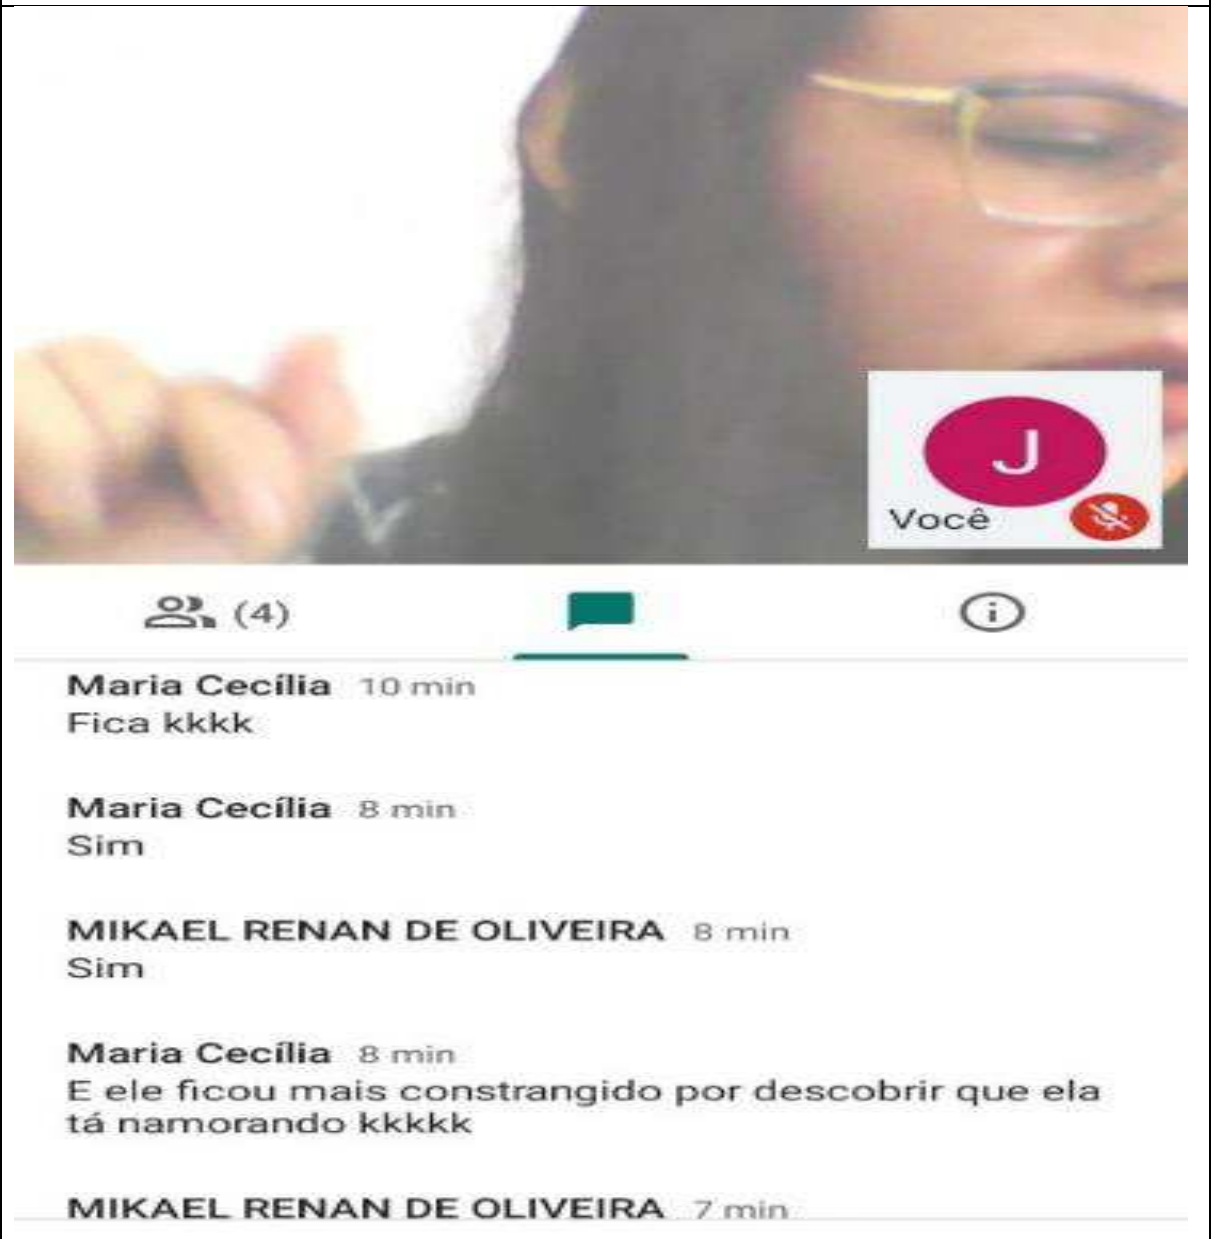 J
Você
(4)
Maria Cecília 10 min
Fica kkkk
Maria Cecília 8 min
Sim
MIKAEL RENAN DE OLIVEIRA 8 min
Sim
Maria Cecília 8 min
E ele ficou mais constrangido por descobrir que ela
tá namorando kkkkk
MIKAEL RENAN DE OLIVEIRA 7 min